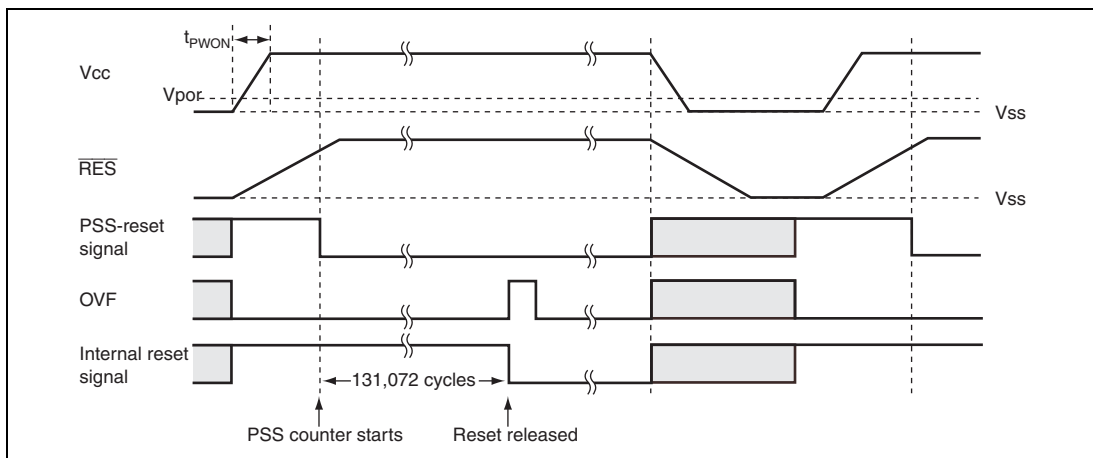 tPWON
Vcc
Vpor
Vss
RES
Vss
PSS-reset
signal
OVF
Internal reset
signal
131,072 cycles
PSS counter starts
Reset released